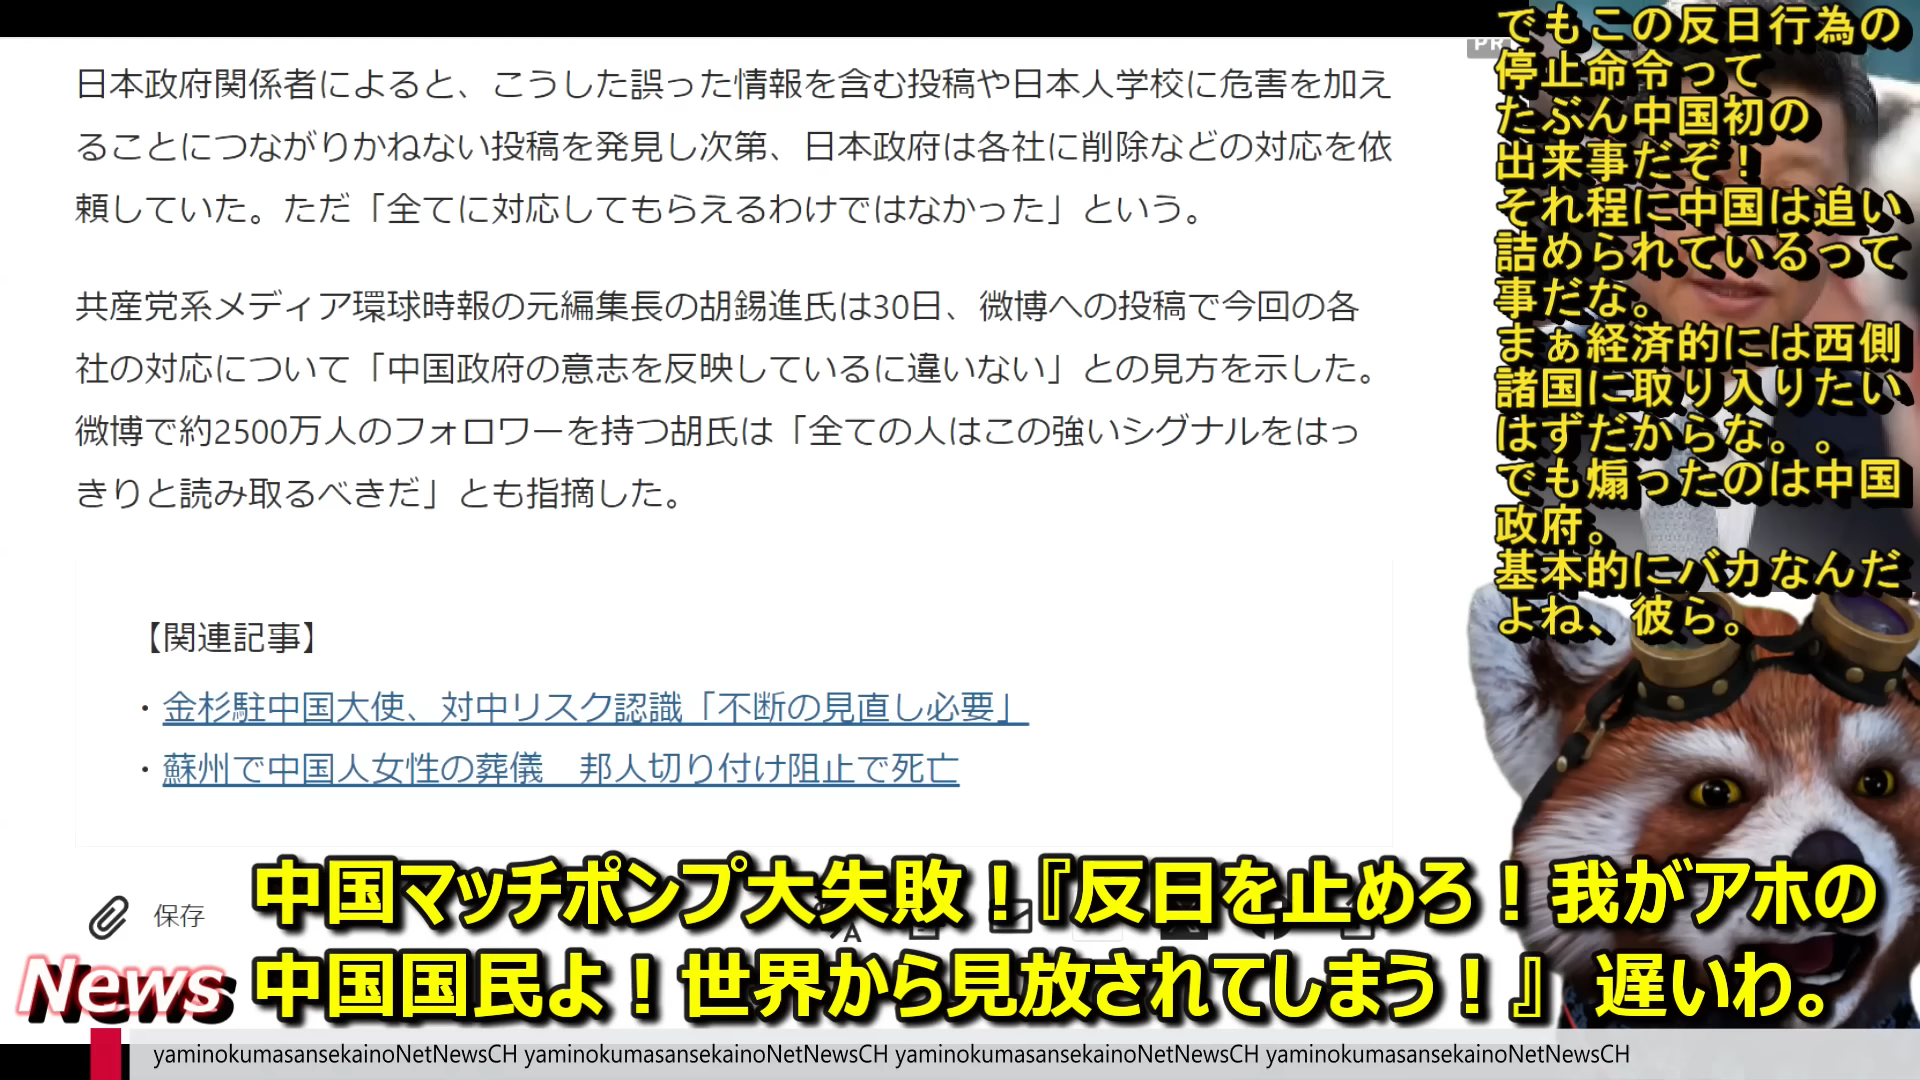 日本政府関係者によると、こうした誤った情報を含む投稿や日本人学校に危害を加え
ることにつながりかねない投稿を発見し次第、日本政府は各社に削除などの対応を依
頼していた。ただ「全てに対応してもらえるわけではなかった」という。
共産党系メディア環球時報の元編集長の胡錫進氏は30日、微博への投稿で今回の各
社の対応について「中国政府の意志を反映しているに違いない」との見方を示した。
微博で約2500万人のフォロワーを持つ胡氏は「全ての人はこの強いシグナルをはっ
きりと読み取るべきだ」とも指摘した。
【関連記事】
・金杉駐中国大使、対中リスク認識「不断の見直し必要」
・蘇州で中国人女性の葬儀　邦人切り付け阻止で死亡
保存
PR
でもこの反日行為の
停止命令って
たぶん中国初の
出来事だぞ！
それ程に中国は追い
詰められているって
事だな。
まぁ経済的には西側
諸国に取り入りたい
はずだからな。。
でも煽ったのは中国
政府。
基本的にバカなんだ
よね、彼ら。
中国マッチポンプ大失敗！『反日を止めろ！我がアホの
中国国民よ！世界から見放されてしまう！』 遅いわ。
News
yaminokumasansekainoNetNewsCH yaminokumasansekainoNetNewsCH yaminokumasansekainoNetNewsCH yaminokumasansekainoNetNewsCH